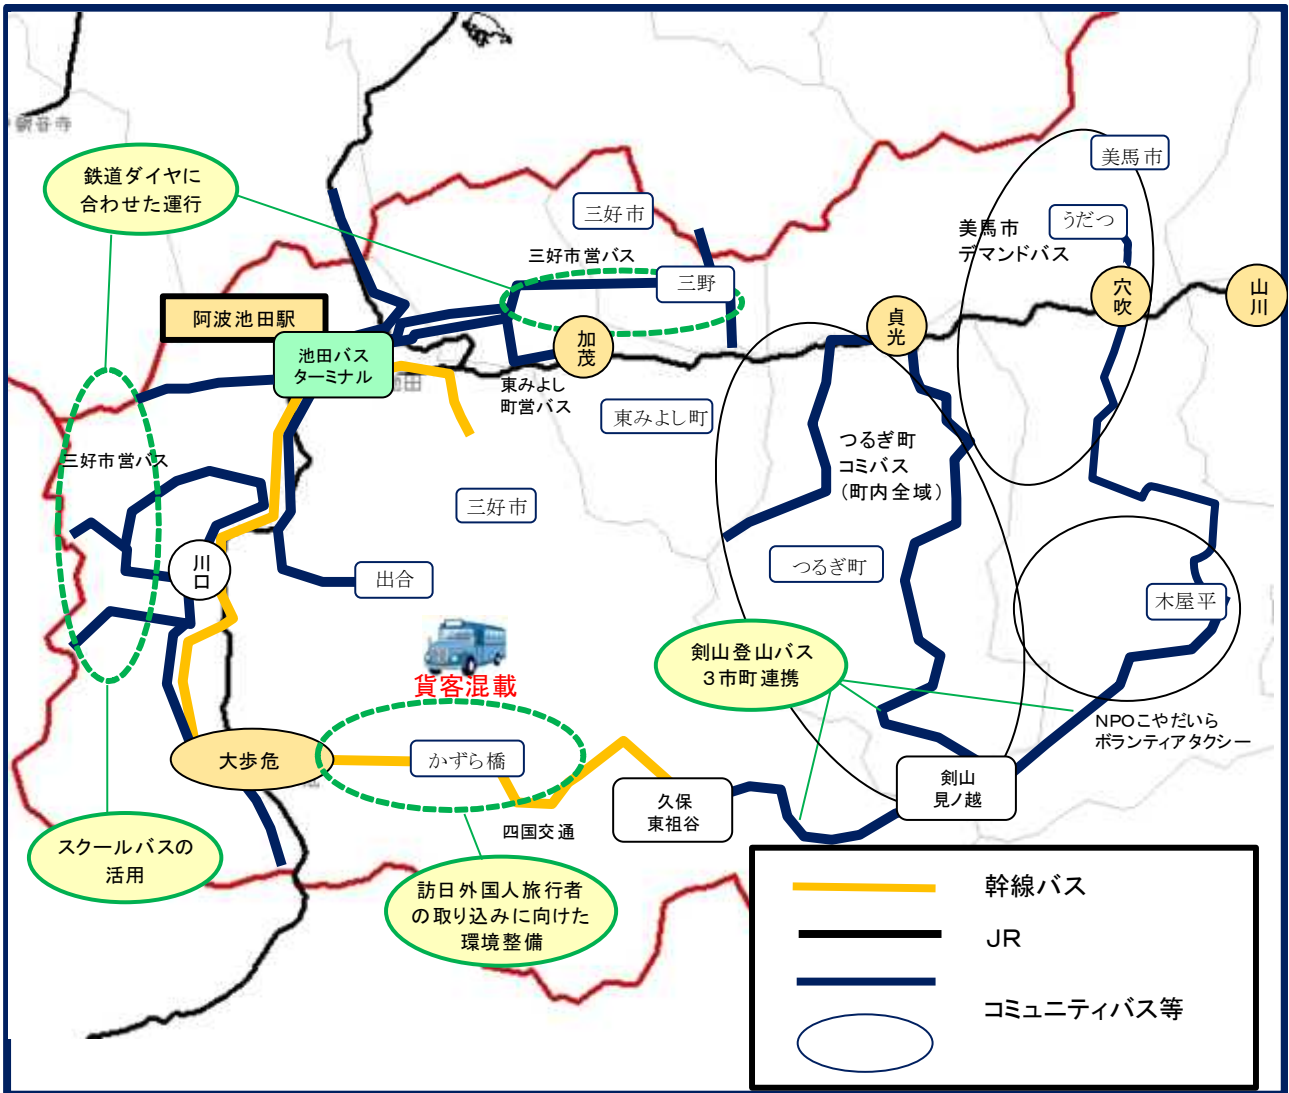 観音寺
鉄道ダイヤに
合わせた運行
美馬市
三好市
うだつ
美馬市
デマンドバス
三好市営バス
三野
穴吹
山川
阿波池田駅
貞光
加茂
池田バス
ターミナル
東みよし
町営バス
東みよし町
つるぎ町
コミバス
（町内全域）
三好市営バス
三好市
川口
出合
つるぎ町
木屋平
剣山登山バス
３市町連携
貨客混載
NPOこやだいら
ボランティアタクシー
大歩危
かずら橋
剣山
見ノ越
久保
東祖谷
四国交通
スクールバスの
活用
訪日外国人旅行者
の取り込みに向けた
環境整備
幹線バス
ＪＲ
コミュニティバス等